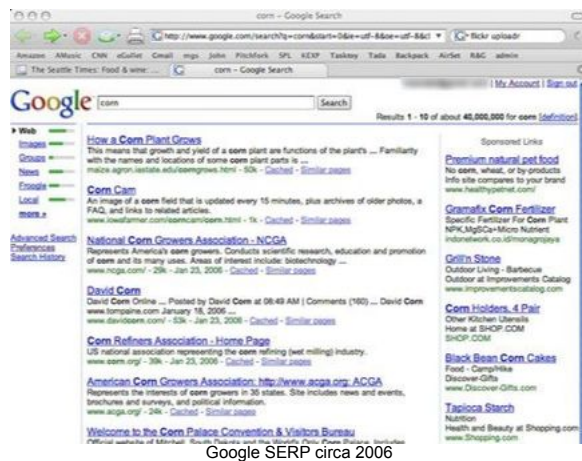 corn - Google Search
http://www.google.com/search?q=corn&start=0&ie=utf-8&oe=utf-8&cl
flickr uploadr
Amazon AMusic CNN eGullet Gmail mgs John Pitchfork SPL KEXP Taskmy Tada Backpack AirSet R&G admin
The Seattle Times: Food & wine: ... corn - Google Search
My Account | Sign out
Google corn Search
Results 1 - 10 of about 40,000,000 for corn [definition]
Web
Images
Groups
News
Froogle
Local
more »
Advanced Search
Preferences
Search History
How a Corn Plant Grows
This means that growth and yield of a corn plant are functions of the plant's ... Familiarity
with the names and locations of some corn plant parts is ...
maize.agron.iastate.edu/corngrows.html - 50k - Cached - Similar pages
Corn Cam
An image of a corn field that is updated every 15 minutes, plus archives of older photos, a
FAQ, and links to related articles.
www.iowafarmer.com/corncam/corn.html - 1k - Cached - Similar pages
National Corn Growers Association - NCGA
Represents America's corn growers. Conducts scientific research, education and promotion
of corn and its many uses. Areas of interest include: biotechnology ...
www.ncga.com/ - 29k - Jan 23, 2006 - Cached - Similar pages
David Corn
David Corn Online ... Posted by David Corn at 08:49 AM | Comments (160) ... David Corn
www.tompaine.com January 18, 2006 ...
www.davidcorn.com/ - 53k - Jan 23, 2006 - Cached - Similar pages
Corn Refiners Association - Home Page
US national association representing the corn refining (wet milling) industry.
www.corn.org/ - 39k - Jan 23, 2006 - Cached - Similar pages
American Corn Growers Association: http://www.acga.org: ACGA
Represents the interests of corn growers in 35 states. Site includes news and events,
brochures and surveys, and political information.
www.acga.org/ - 24k - Cached - Similar pages
Welcome to the Corn Palace Convention & Visitors Bureau
Official website of Mitchell, South Dakota and the World's Only Corn Palace. Includes
Sponsored Links
Premium natural pet food
No corn, wheat, or by-products
Info site compares to your brand
www.healthypetnet.com/
Gramafix Corn Fertilizer
Specific Fertilizer For Corn Plant
NPK,MgSCa+Micro Nutrient
indonetwork.co.id/monagrojaya
Grill'n Stone
Outdoor Living - Barbecue
Outdoor at Improvements Catalog
www.improvementscatalog.com
Corn Holders, 4 Pair
Other Kitchen Utensils
Home at SHOP.COM
SHOP.COM
Black Bean Corn Cakes
Food - Camp/Hike
Discover-Gifts
www.Discover-Gifts.com
Tapioca Starch
Nutrition
Health and Beauty at Shopping.com
www.Shopping.com
Google SERP circa 2006